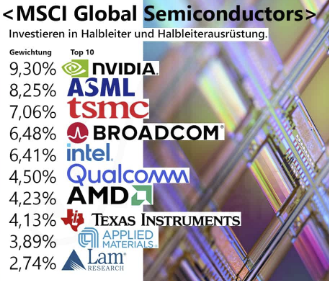 <MSCI Global Semiconductors>
Investieren in Halbleiter und Halbleiterausrüstung.
Gewichtung Top 10
9,30% NVIDIA.
8,25% ASML
7,06% tsmc
6,48% BROADCOM®
6,41% intel.
4,50% Qualcomm
4,23% AMD
4,13% TEXAS INSTRUMENTS
3,89% APPLIED MATERIALS®
2,74% Lam RESEARCH